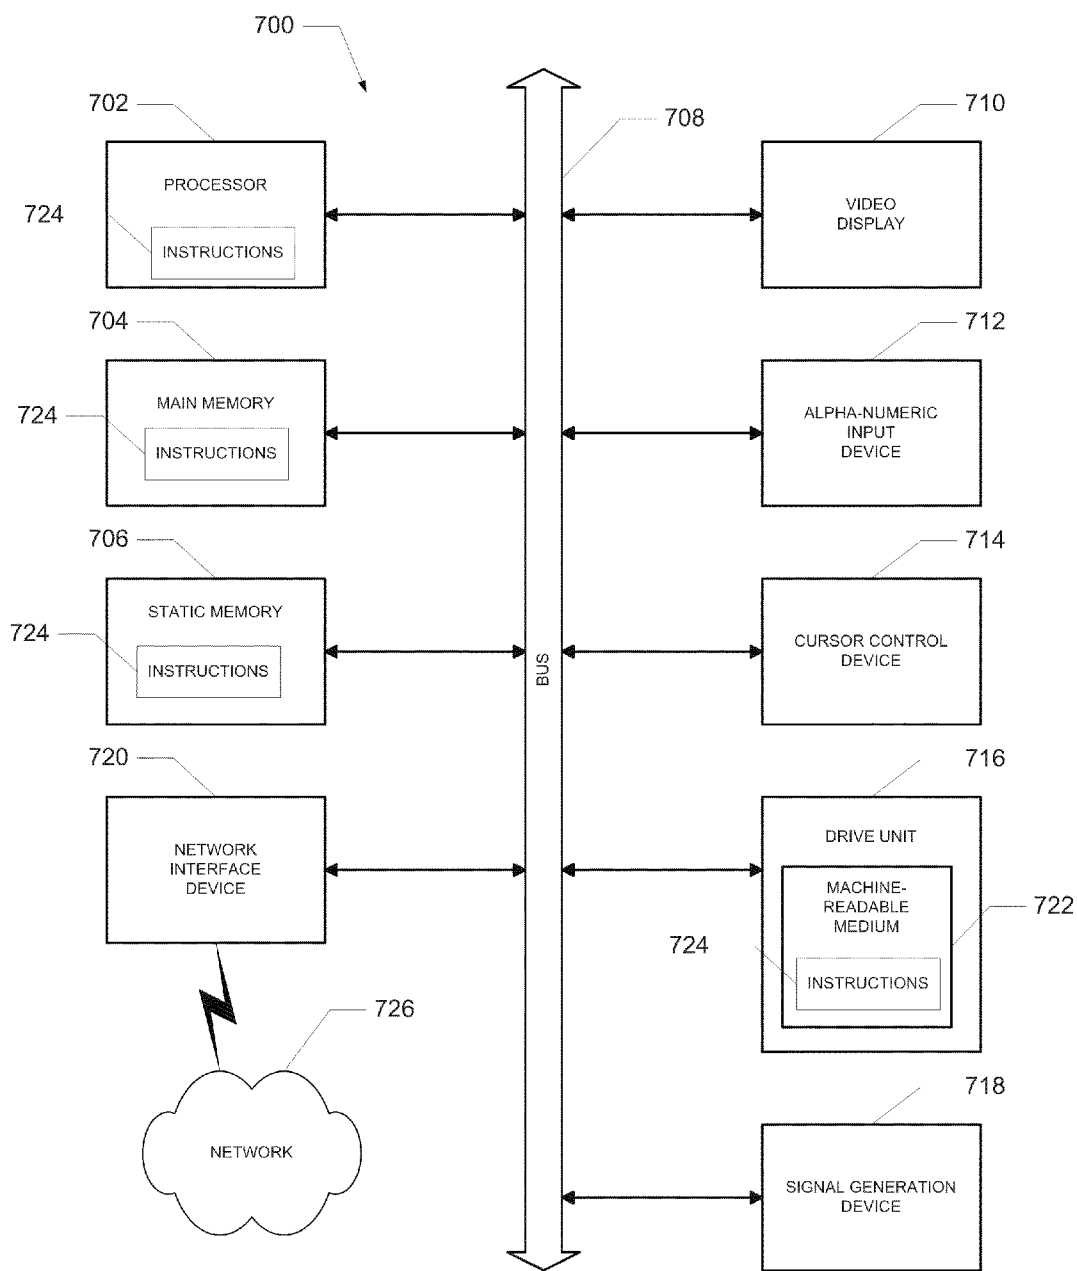 700
702
708
710
PROCESSOR
724
INSTRUCTIONS
VIDEO
DISPLAY
704
712
MAIN MEMORY
724
INSTRUCTIONS
ALPHA-NUMERIC
INPUT
DEVICE
706
714
STATIC MEMORY
724
INSTRUCTIONS
BUS
CURSOR CONTROL
DEVICE
720
716
NETWORK
INTERFACE
DEVICE
DRIVE UNIT
MACHINE-
READABLE
MEDIUM
722
724
INSTRUCTIONS
726
NETWORK
718
SIGNAL GENERATION
DEVICE